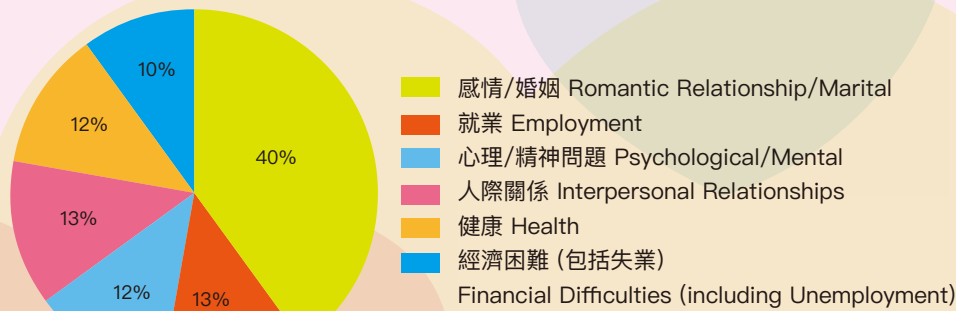 10%
12%
40%
13%
12%
13%
感情/婚姻 Romantic Relationship/Marital
就業 Employment
心理/精神問題 Psychological/Mental
人際關係 Interpersonal Relationships
健康 Health
經濟困難 (包括失業)
Financial Difficulties (including Unemployment)